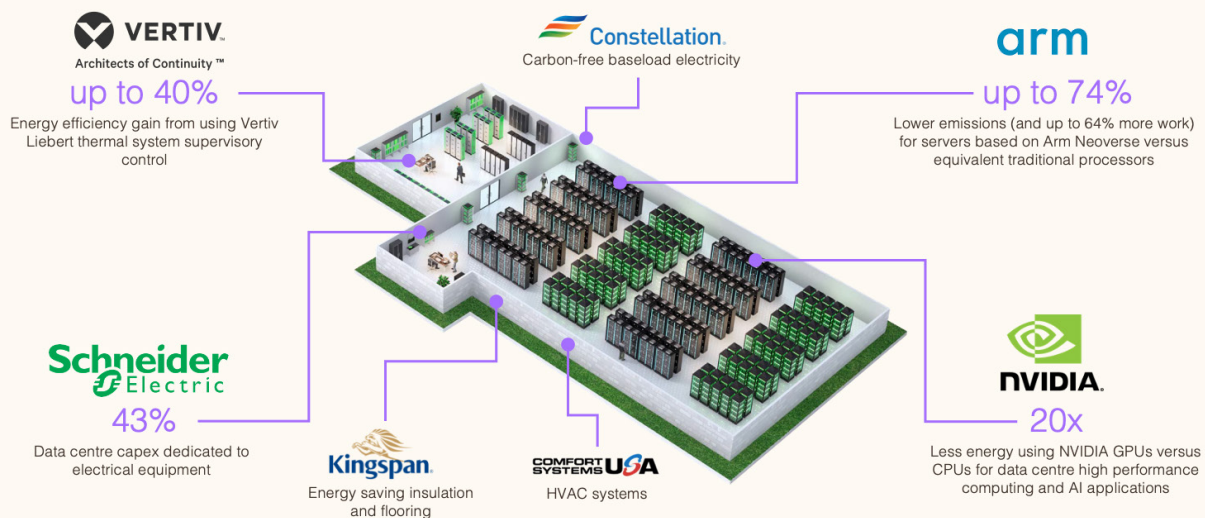 VERTIV™
Architects of Continuity ™
up to 40%
Energy efficiency gain from using Vertiv
Liebert thermal system supervisory
control
Constellation®
Carbon-free baseload electricity
arm
up to 74%
Lower emissions (and up to 64% more work)
for servers based on Arm Neoverse versus
equivalent traditional processors
Schneider
Electric
43%
Data centre capex dedicated to
electrical equipment
Kingspan®
Energy saving insulation
and flooring
COMFORT
SYSTEMS USA
HVAC systems
NVIDIA®
20x
Less energy using NVIDIA GPUs versus
CPUs for data centre high performance
computing and AI applications